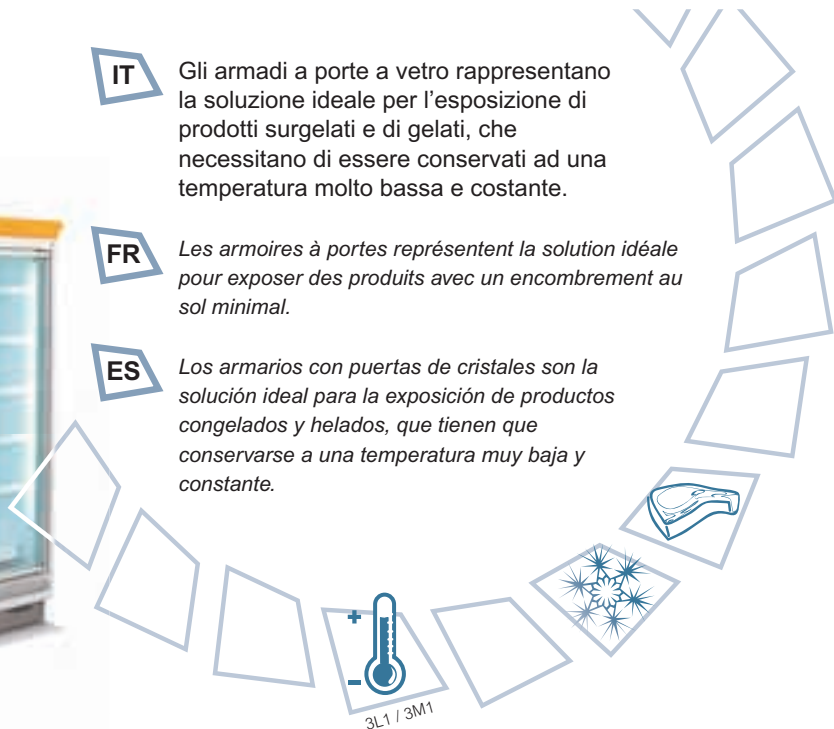 IT
Gli armadi a porte a vetro rappresentano
la soluzione ideale per l’esposizione di
prodotti surgelati e di gelati, che
necessitano di essere conservati ad una
temperatura molto bassa e costante.
FR
Les armoires à portes représentent la solution idéale
pour exposer des produits avec un encombrement au
sol minimal.
ES
Los armarios con puertas de cristales son la
solución ideal para la exposición de productos
congelados y helados, que tienen que
conservarse a una temperatura muy baja y
constante.
+
-
3L1 / 3M1